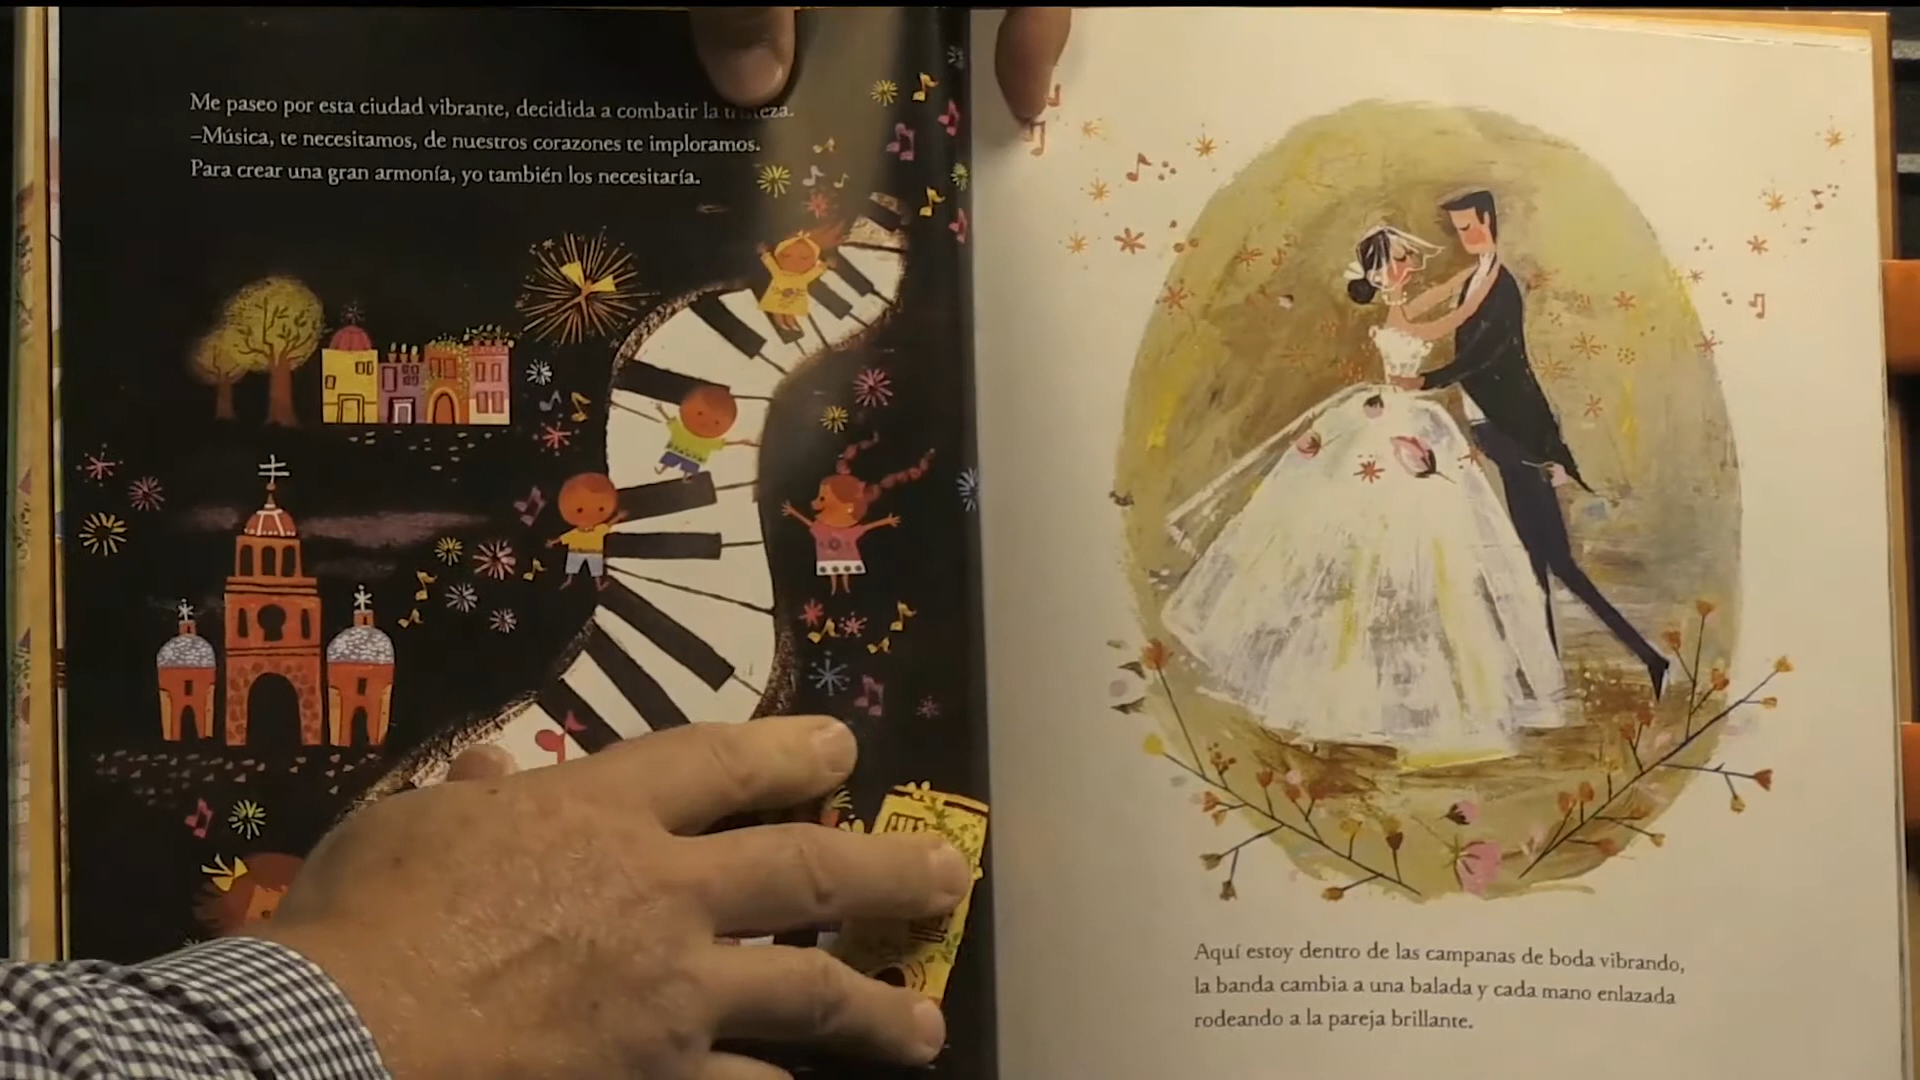 Me paseo por esta ciudad vibrante, decidida a combatir la
–Música, te necesitamos, de nuestros corazones te imploramos.
Para crear una gran armonía, yo también los necesitaría.
Aquí estoy dentro de las campanas de boda vibrando,
la banda cambia a una balada y cada mano enlazada
rodeando a la pareja brillante.